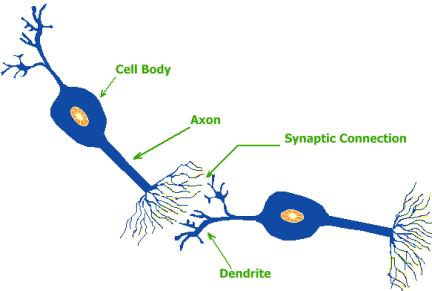 Cell Body
Axon
Synaptic Connection
Dendrite